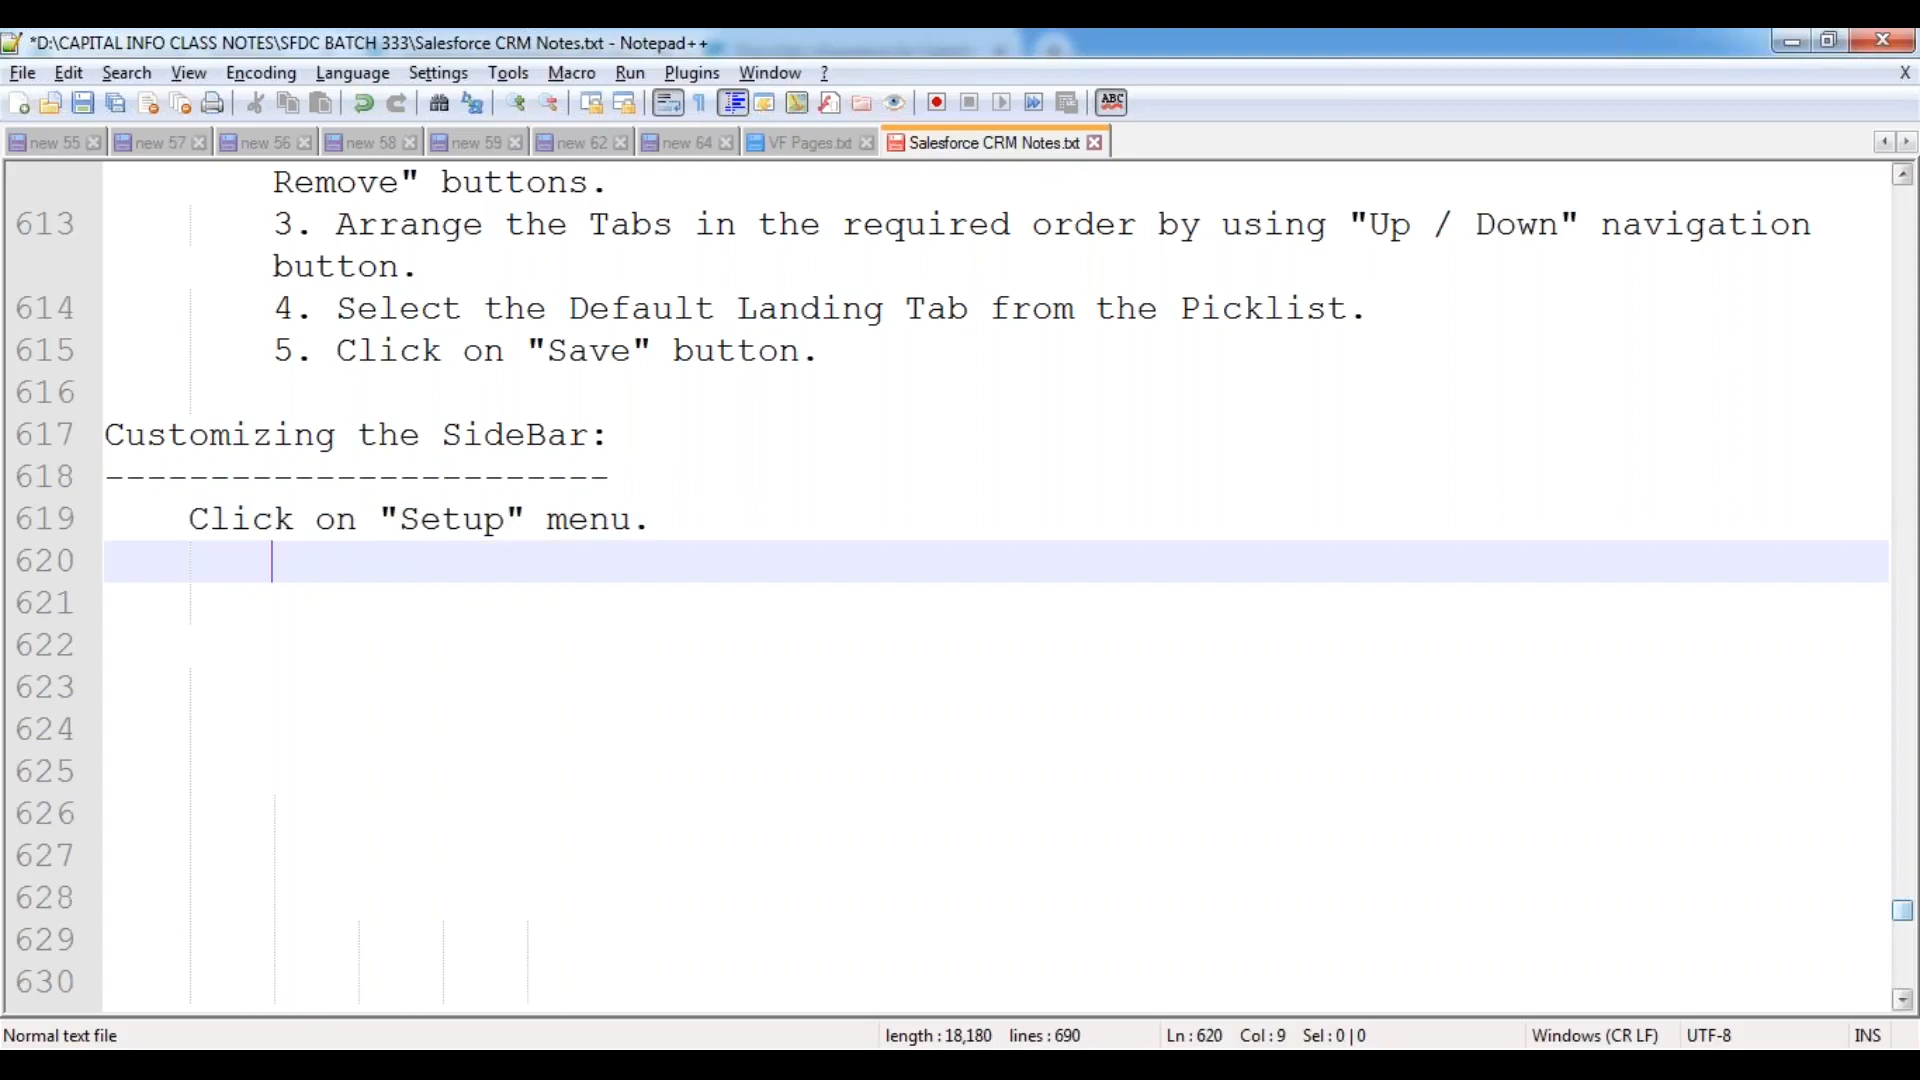 *D:\CAPITAL INFO CLASS NOTES\SFDC BATCH 333\Salesforce CRM Notes.txt - Notepad++
File Edit Search View Encoding Language Settings Tools Macro Run Plugins Window ? X
ABC
new 55 new 57 new 56 new 58 new 59 new 62 new 64 VF Pages.txt Salesforce CRM Notes.txt
Remove" buttons.
613 3. Arrange the Tabs in the required order by using "Up / Down" navigation
button.
614 4. Select the Default Landing Tab from the Picklist.
615 5. Click on "Save" button.
616
617 Customizing the SideBar:
618 ------------------------
619 Click on "Setup" menu.
620
621
622
623
624
625
626
627
628
629
630
Normal text file length : 18,180 lines : 690 Ln : 620 Col : 9 Sel : 0 | 0 Windows (CR LF) UTF-8 INS